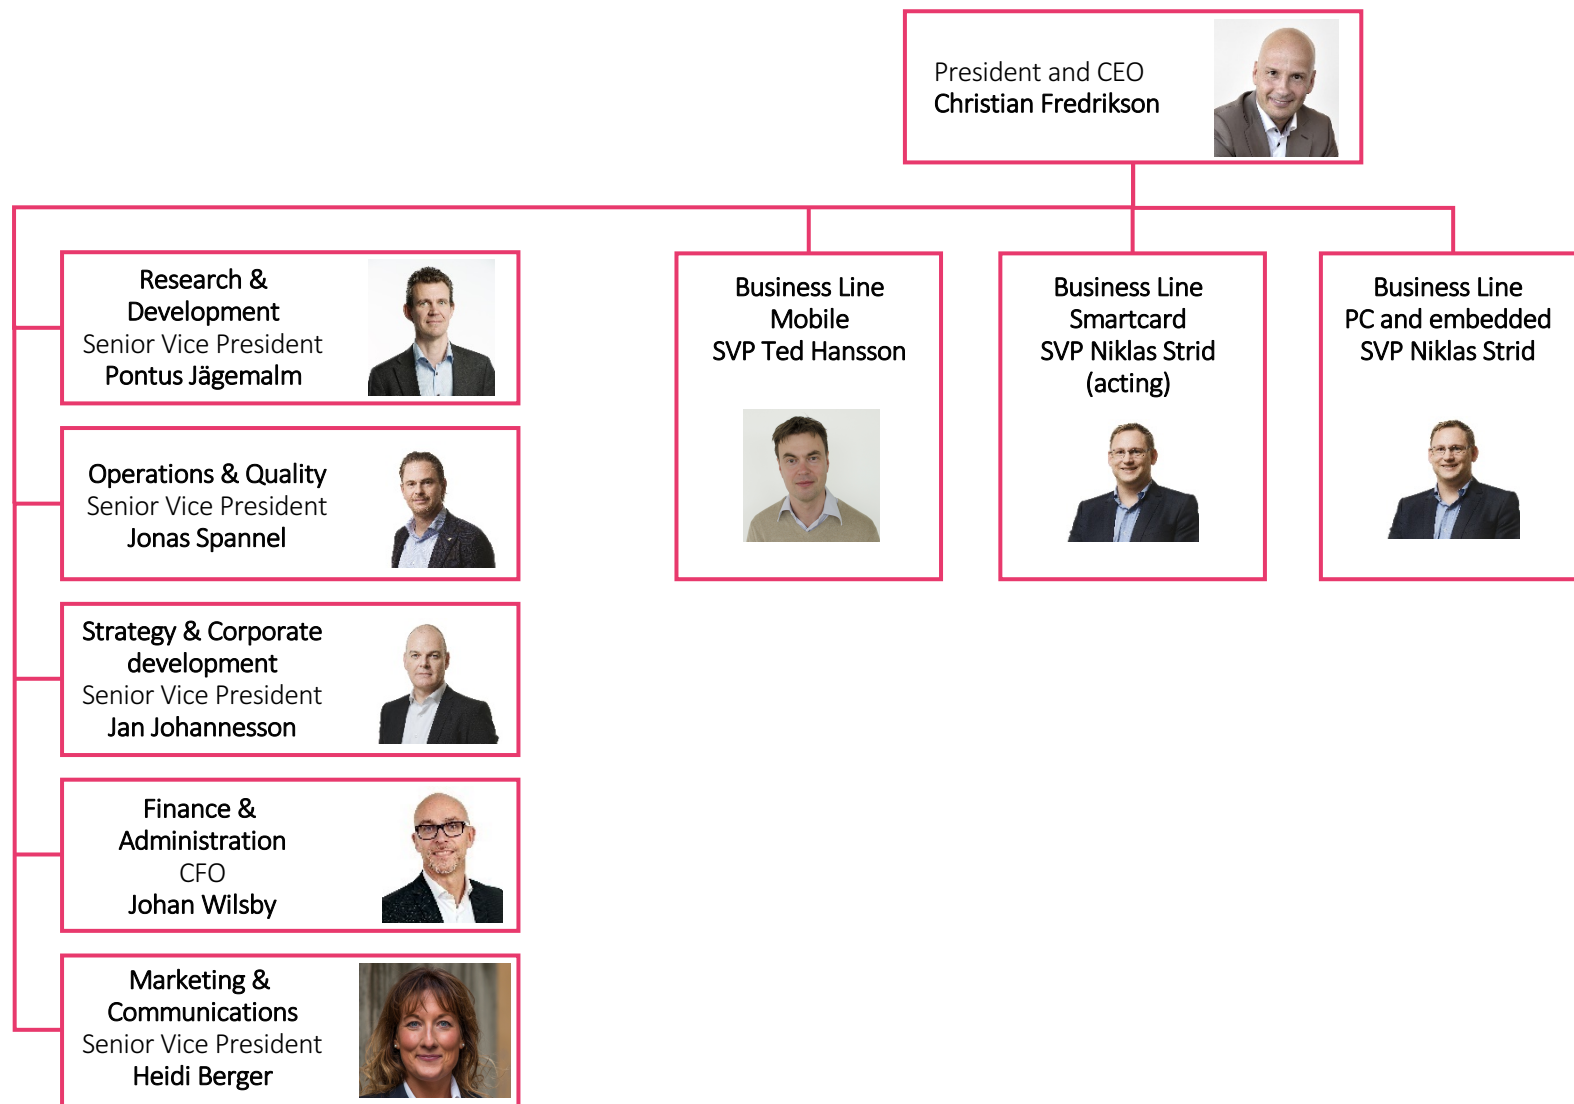 President and CEO
Christian Fredrikson
Research &
Development
Senior Vice President
Pontus Jägemalm
Operations & Quality
Senior Vice President
Jonas Spannel
Strategy & Corporate
development
Senior Vice President
Jan Johannesson
Finance &
Administration
CFO
Johan Wilsby
Marketing &
Communications
Senior Vice President
Heidi Berger
Business Line
Mobile
SVP Ted Hansson
Business Line
Smartcard
SVP Niklas Strid
(acting)
Business Line
PC and embedded
SVP Niklas Strid